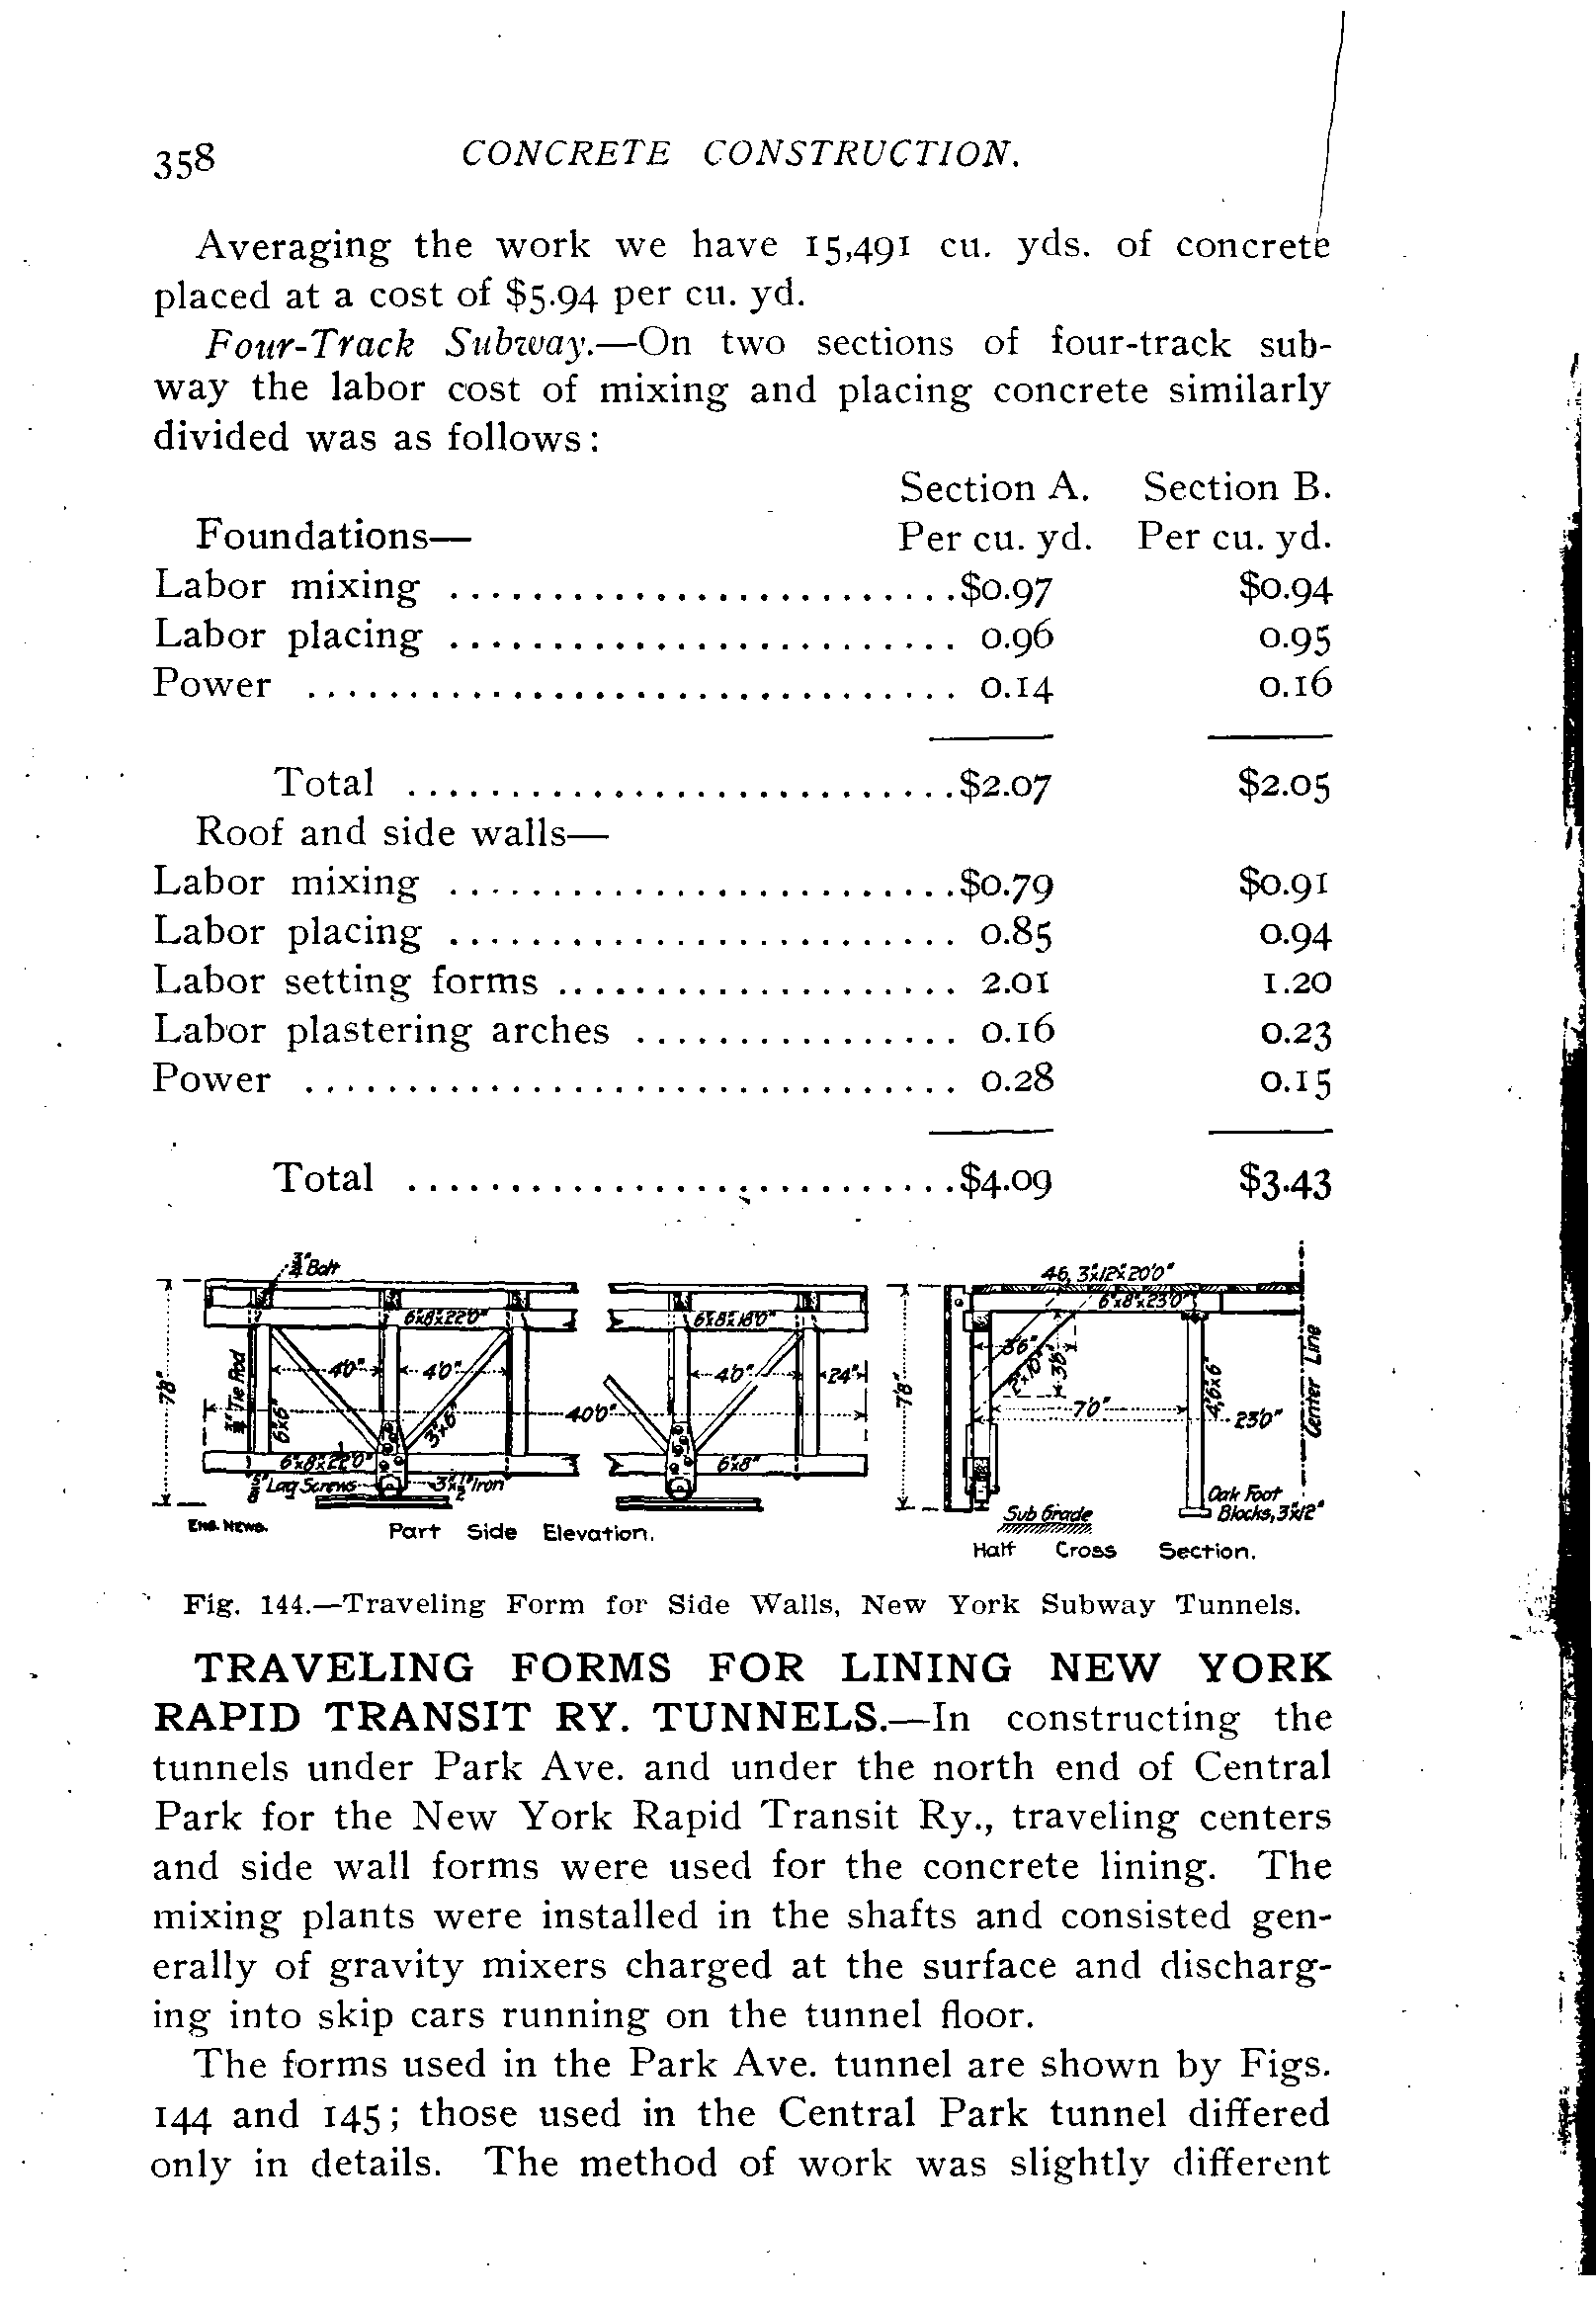 358 CONCRETE CONSTRUCTION.
Averaging the work we have 15,491 cu. yds. of concrete
placed at a cost of $5.94 per cu. yd.
Four-Track Subway.—On two sections of four-track sub-
way the labor cost of mixing and placing concrete similarly
divided was as follows:
Section A. Section B.
Foundations— Per cu. yd. Per cu. yd.
Labor mixing ........................$0.97 $0.94
Labor placing ........................ 0.96 0.95
Power ............................... 0.14 0.16
Total ..........................$2.07 $2.05
Roof and side walls—
Labor mixing ........................$0.79 $0.91
Labor placing ........................ 0.85 0.94
Labor setting forms .................... 2.01 1.20
Labor plastering arches ................ 0.16 0.23
Power ............................... 0.28 0.15
Total ..........................$4.09 $3.43
3/4" Bolt
46, 3"x12"x20'0"
6"x8"x22'0"
6"x8"x18'0"
6"x8"x23'0"
7'8"
3/4" Tie Rod
6"x6"
4'0"
4'0"
4'0"
24"
7'8"
3'6"
3'6"
2"x10"
4,6"x6"
Center Line
3"x6"
40'0"
7'0"
23'0"
6"x8"x22'0"
6"x8"
Lag Screws
3"x1/2" Iron
Sub Grade
Oak Foot
Blocks, 3"x12"
ENG. NEWS.
Part Side Elevation.
Half Cross Section.
Fig. 144.—Traveling Form for Side Walls, New York Subway Tunnels.
TRAVELING FORMS FOR LINING NEW YORK
RAPID TRANSIT RY. TUNNELS.—In constructing the
tunnels under Park Ave. and under the north end of Central
Park for the New York Rapid Transit Ry., traveling centers
and side wall forms were used for the concrete lining. The
mixing plants were installed in the shafts and consisted gen-
erally of gravity mixers charged at the surface and discharg-
ing into skip cars running on the tunnel floor.
The forms used in the Park Ave. tunnel are shown by Figs.
144 and 145; those used in the Central Park tunnel differed
only in details. The method of work was slightly different